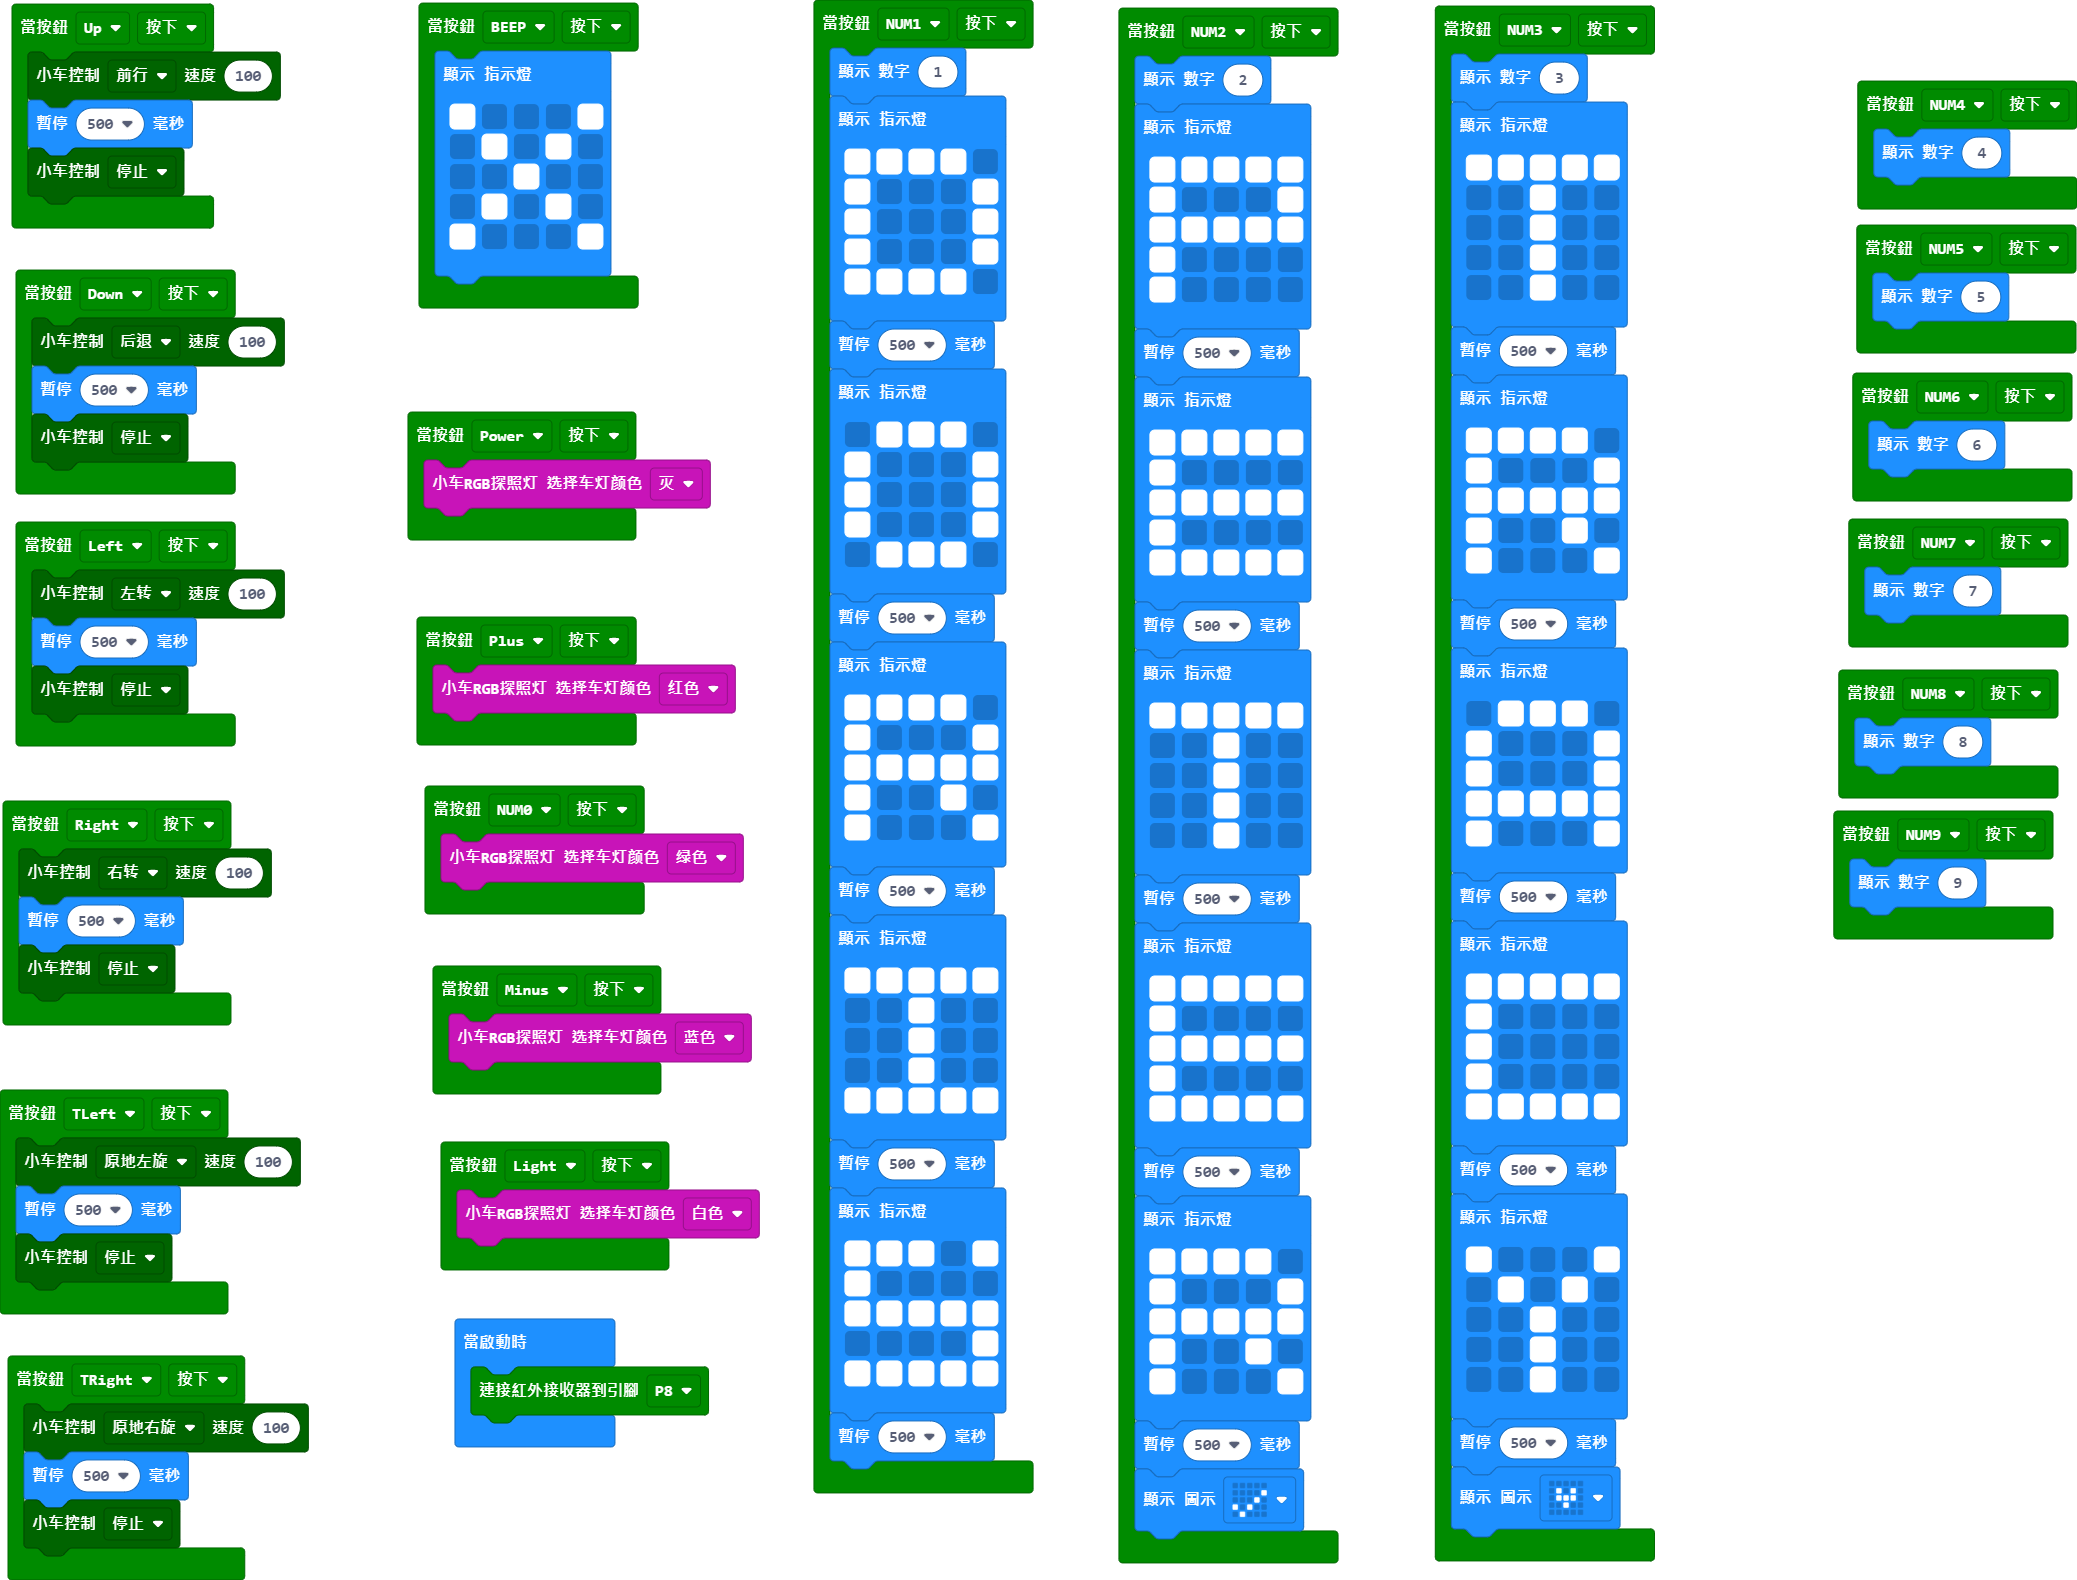 當按鈕 Up 按下
小车控制 前行 速度 100
暫停 500 毫秒
小车控制 停止
當按鈕 Down 按下
小车控制 后退 速度 100
暫停 500 毫秒
小车控制 停止
當按鈕 Left 按下
小车控制 左转 速度 100
暫停 500 毫秒
小车控制 停止
當按鈕 Right 按下
小车控制 右转 速度 100
暫停 500 毫秒
小车控制 停止
當按鈕 TLeft 按下
小车控制 原地左旋 速度 100
暫停 500 毫秒
小车控制 停止
當按鈕 TRight 按下
小车控制 原地右旋 速度 100
暫停 500 毫秒
小车控制 停止
當按鈕 BEEP 按下
顯示 指示燈
當按鈕 Power 按下
小车RGB探照灯 选择车灯颜色 灭
當按鈕 Plus 按下
小车RGB探照灯 选择车灯颜色 红色
當按鈕 NUM0 按下
小车RGB探照灯 选择车灯颜色 绿色
當按鈕 Minus 按下
小车RGB探照灯 选择车灯颜色 蓝色
當按鈕 Light 按下
小车RGB探照灯 选择车灯颜色 白色
當啟動時
連接紅外接收器到引腳 P8
當按鈕 NUM1 按下
顯示 數字 1
顯示 指示燈
暫停 500 毫秒
顯示 指示燈
暫停 500 毫秒
顯示 指示燈
暫停 500 毫秒
顯示 指示燈
暫停 500 毫秒
顯示 指示燈
暫停 500 毫秒
當按鈕 NUM2 按下
顯示 數字 2
顯示 指示燈
暫停 500 毫秒
顯示 指示燈
暫停 500 毫秒
顯示 指示燈
暫停 500 毫秒
顯示 指示燈
暫停 500 毫秒
顯示 指示燈
暫停 500 毫秒
顯示 圖示
當按鈕 NUM3 按下
顯示 數字 3
顯示 指示燈
暫停 500 毫秒
顯示 指示燈
暫停 500 毫秒
顯示 指示燈
暫停 500 毫秒
顯示 指示燈
暫停 500 毫秒
顯示 指示燈
暫停 500 毫秒
顯示 圖示
當按鈕 NUM4 按下
顯示 數字 4
當按鈕 NUM5 按下
顯示 數字 5
當按鈕 NUM6 按下
顯示 數字 6
當按鈕 NUM7 按下
顯示 數字 7
當按鈕 NUM8 按下
顯示 數字 8
當按鈕 NUM9 按下
顯示 數字 9